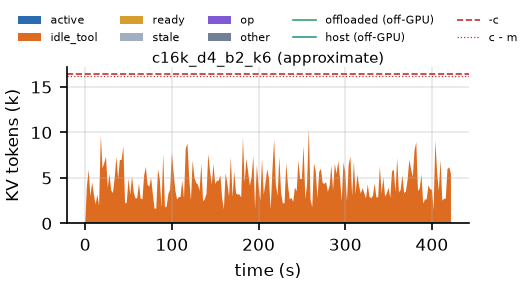 active ready op offloaded (off-GPU) -c
idle_tool stale other host (off-GPU) c - m
c16k_d4_b2_k6 (approximate)
KV tokens (k)
15
10
5
0
0 100 200 300 400
time (s)